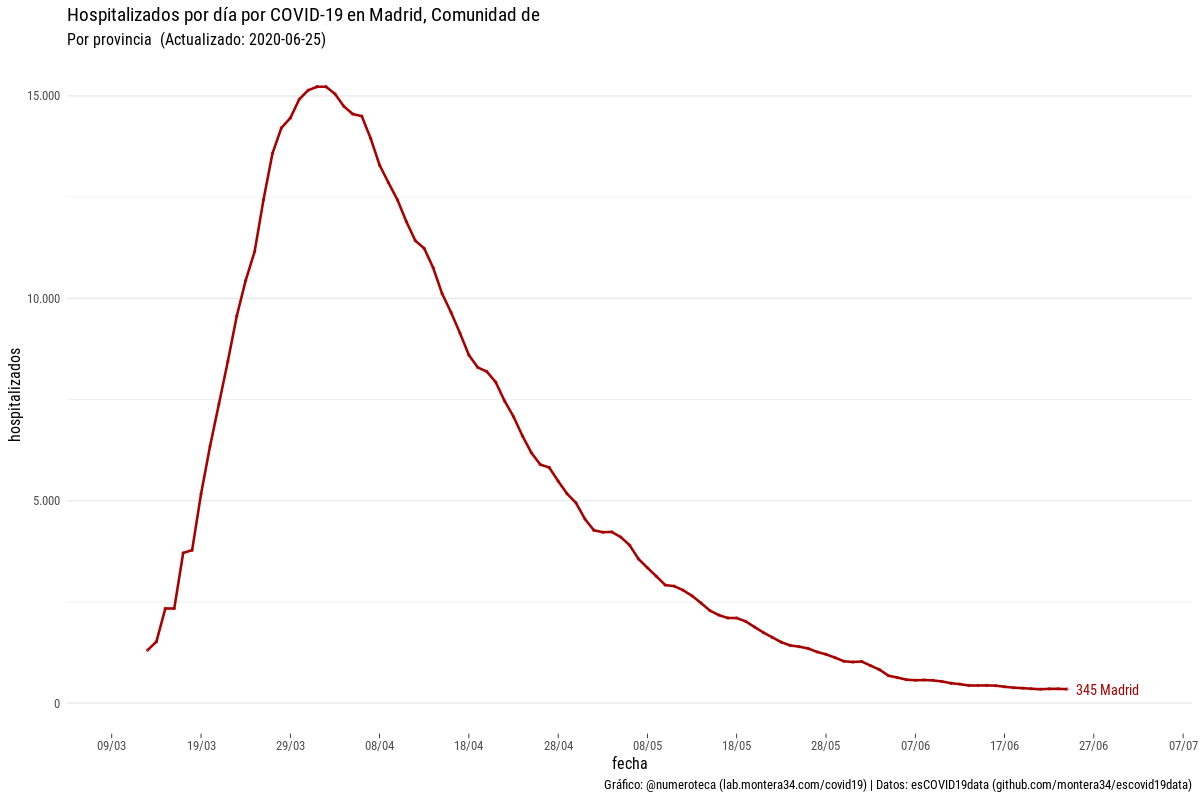 Hospitalizados por día por COVID-19 en Madrid, Comunidad de
Por provincia (Actualizado: 2020-06-25)
hospitalizados
15.000
10.000
5.000
0
345 Madrid
09/03 19/03 29/03 08/04 18/04 28/04 08/05 18/05 28/05 07/06 17/06 27/06 07/07
fecha
Gráfico: @numeroteca (lab.montera34.com/covid19) | Datos: esCOVID19data (github.com/montera34/escovid19data)